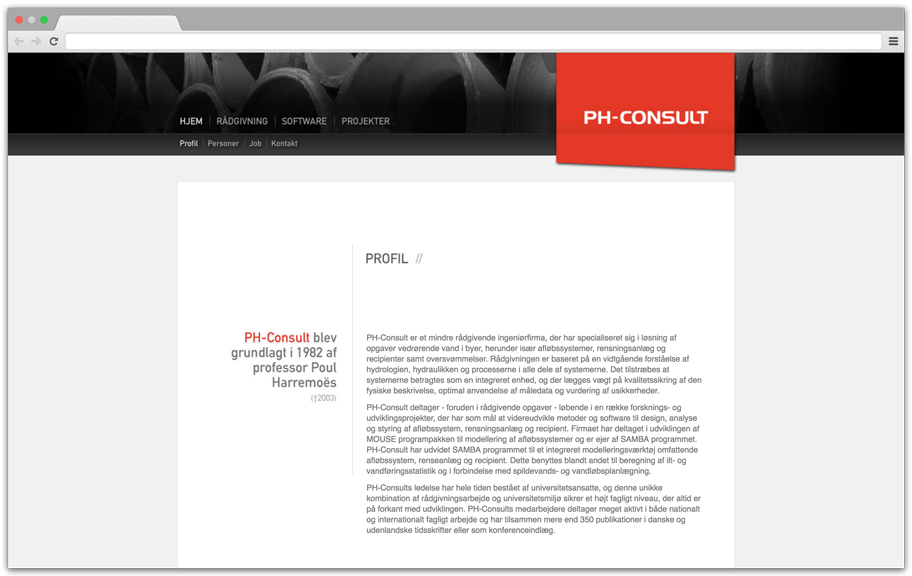 HJEM RÅDGIVNING SOFTWARE PROJEKTER
PH-CONSULT
Profil Personer Job Kontakt
PROFIL //
PH-Consult blev
grundlagt i 1982 af
professor Poul
Harremoës
(†2003)
PH-Consult er et mindre rådgivende ingeniørfirma, der har specialiseret sig i løsning af
opgaver vedrørende vand i byer, herunder især afløbssystemer, rensningsanlæg og
recipienter samt oversvømmelser. Rådgivningen er baseret på en vidtgående forståelse af
hydrologien, hydraulikken og processerne i alle dele af systemerne. Det tilstræbes at
systemerne betragtes som en integreret enhed, og der lægges vægt på kvalitetssikring af den
fysiske beskrivelse, optimal anvendelse af måledata og vurdering af usikkerheder.
PH-Consult deltager - foruden i rådgivende opgaver - løbende i en række forsknings- og
udviklingsprojekter, der har som mål at videreudvikle metoder og software til design, analyse
og styring af afløbssystem, rensningsanlæg og recipient. Firmaet har deltaget i udviklingen af
MOUSE programpakken til modellering af afløbssystemer og er ejer af SAMBA programmet.
PH-Consult har udvidet SAMBA programmet til et integreret modelleringsværktøj omfattende
afløbssystem, renseanlæg og recipient. Dette benyttes blandt andet til beregning af ilt- og
vandføringsstatistik og i forbindelse med spildevands- og vandløbsplanlægning.
PH-Consults ledelse har hele tiden bestået af universitetsansatte, og denne unikke
kombination af rådgivningsarbejde og universitetsmiljø sikrer et højt fagligt niveau, der altid er
på forkant med udviklingen. PH-Consults medarbejdere deltager meget aktivt i både nationalt
og internationalt fagligt arbejde og har tilsammen mere end 350 publikationer i danske og
udenlandske tidsskrifter eller som konferenceindlæg.